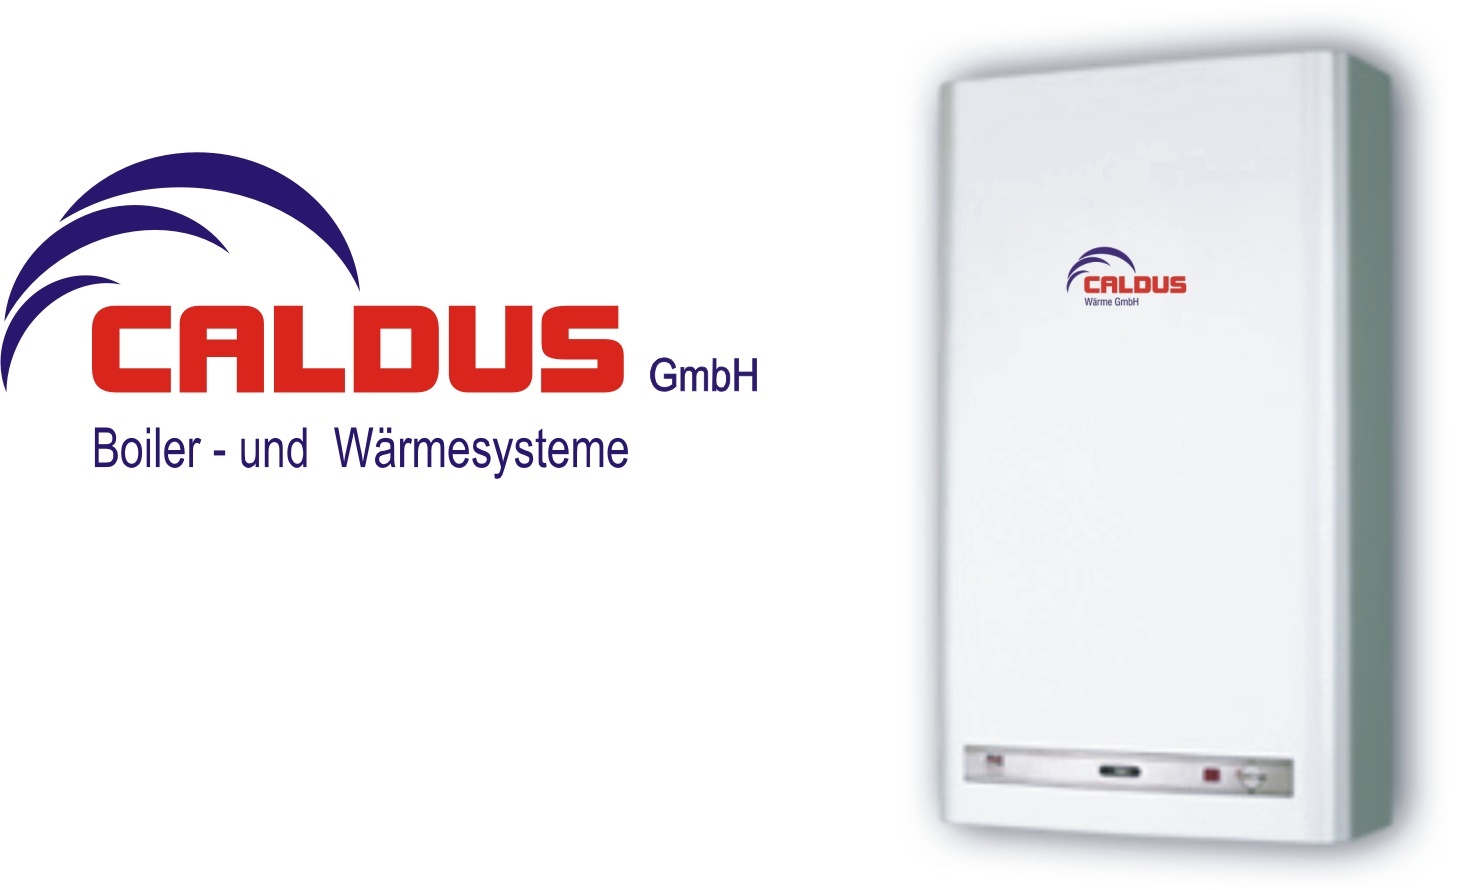 CALDUS GmbH
Boiler - und Wärmesysteme
CALDUS
Wärme GmbH